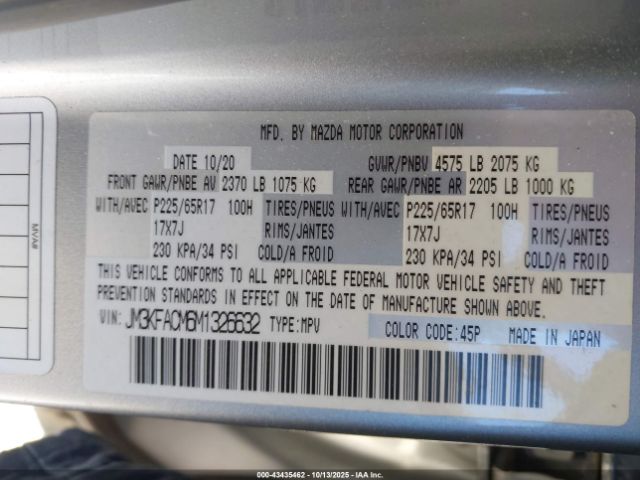 MFD. BY MAZDA MOTOR CORPORATION
DATE 10/20 GVWR/PNBV 4575 LB 2075 KG
FRONT GAWR/PNBE AV 2370 LB 1075 KG REAR GAWR/PNBE AR 2205 LB 1000 KG
WITH/AVEC P225/65R17 100H TIRES/PNEUS WITH/AVEC P225/65R17 100H TIRES/PNEUS
17X7J RIMS/JANTES 17X7J RIMS/JANTES
230 KPA/34 PSI COLD/A FROID 230 KPA/34 PSI COLD/A FROID
THIS VEHICLE CONFORMS TO ALL APPLICABLE FEDERAL MOTOR VEHICLE SAFETY AND THEFT
PREVENTION STANDARDS IN EFFECT ON THE DATE OF MANUFACTURE SHOWN ABOVE.
VIN: JM3KFACM6M1326632 TYPE: MPV COLOR CODE: 45P MADE IN JAPAN
MVAB
000-43435462 - 10/13/2025 - IAAI.COM